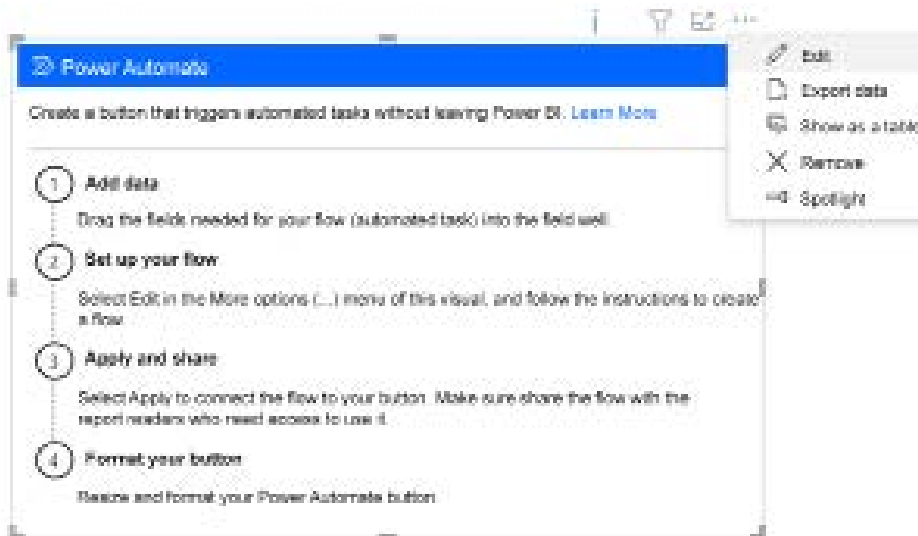 Power Automate
Create a button that triggers automated tasks without leaving Power BI. Learn More
1 Add data
Drag the fields needed for your flow (automated task) into the field well.
2 Set up your flow
Select Edit in the More options (...) menu of this visual, and follow the instructions to create
a flow
3 Apply and share
Select Apply to connect the flow to your button. Make sure share the flow with the
report readers who need access to use it.
4 Format your button
Resize and format your Power Automate button
Edit
Export data
Show as a table
Remove
Spotlight